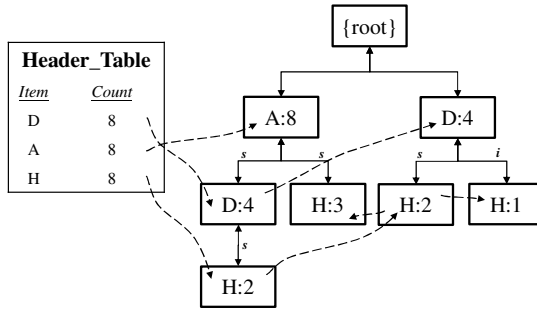 {root}
Header_Table
Item Count
D 8
A 8
H 8
A:8 D:4
s s s i
D:4 H:3 H:2 H:1
s
H:2